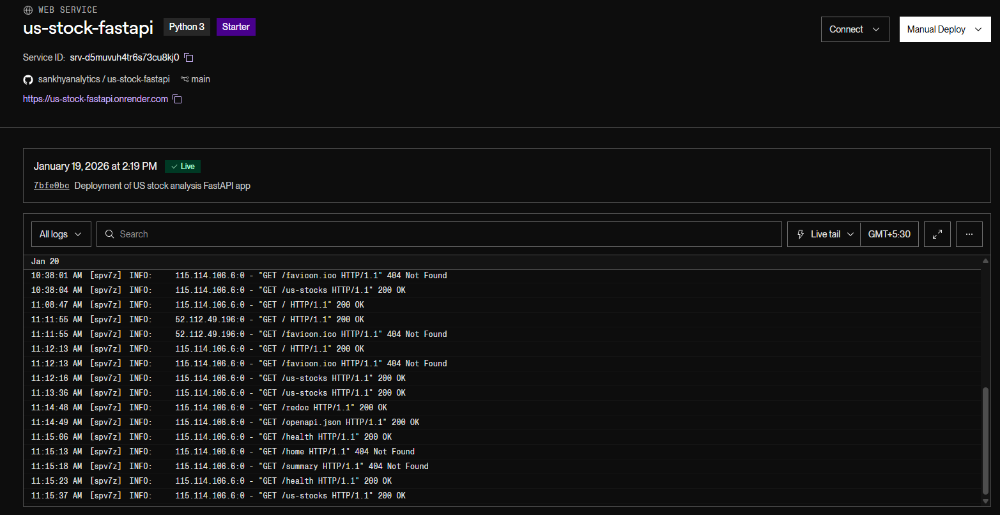 WEB SERVICE
us-stock-fastapi Python 3 Starter Connect Manual Deploy
Service ID: srv-d5muvuh4tr6s73cu8kj0
sankhyanalytics / us-stock-fastapi main
https://us-stock-fastapi.onrender.com
January 19, 2026 at 2:19 PM Live
7bfe0bc Deployment of US stock analysis FastAPI app
All logs Search Live tail GMT+5:30 ...
Jan 20
10:38:01 AM [spv7z] INFO: 115.114.106.6:0 - "GET /favicon.ico HTTP/1.1" 404 Not Found
10:38:04 AM [spv7z] INFO: 115.114.106.6:0 - "GET /us-stocks HTTP/1.1" 200 OK
11:08:47 AM [spv7z] INFO: 115.114.106.6:0 - "GET / HTTP/1.1" 200 OK
11:11:55 AM [spv7z] INFO: 52.112.49.196:0 - "GET / HTTP/1.1" 200 OK
11:11:55 AM [spv7z] INFO: 52.112.49.196:0 - "GET /favicon.ico HTTP/1.1" 404 Not Found
11:12:13 AM [spv7z] INFO: 115.114.106.6:0 - "GET / HTTP/1.1" 200 OK
11:12:13 AM [spv7z] INFO: 115.114.106.6:0 - "GET /favicon.ico HTTP/1.1" 404 Not Found
11:12:16 AM [spv7z] INFO: 115.114.106.6:0 - "GET /us-stocks HTTP/1.1" 200 OK
11:13:36 AM [spv7z] INFO: 115.114.106.6:0 - "GET /us-stocks HTTP/1.1" 200 OK
11:14:48 AM [spv7z] INFO: 115.114.106.6:0 - "GET /redoc HTTP/1.1" 200 OK
11:14:49 AM [spv7z] INFO: 115.114.106.6:0 - "GET /openapi.json HTTP/1.1" 200 OK
11:15:06 AM [spv7z] INFO: 115.114.106.6:0 - "GET /health HTTP/1.1" 200 OK
11:15:13 AM [spv7z] INFO: 115.114.106.6:0 - "GET /home HTTP/1.1" 404 Not Found
11:15:18 AM [spv7z] INFO: 115.114.106.6:0 - "GET /summary HTTP/1.1" 404 Not Found
11:15:23 AM [spv7z] INFO: 115.114.106.6:0 - "GET /health HTTP/1.1" 200 OK
11:15:37 AM [spv7z] INFO: 115.114.106.6:0 - "GET /us-stocks HTTP/1.1" 200 OK